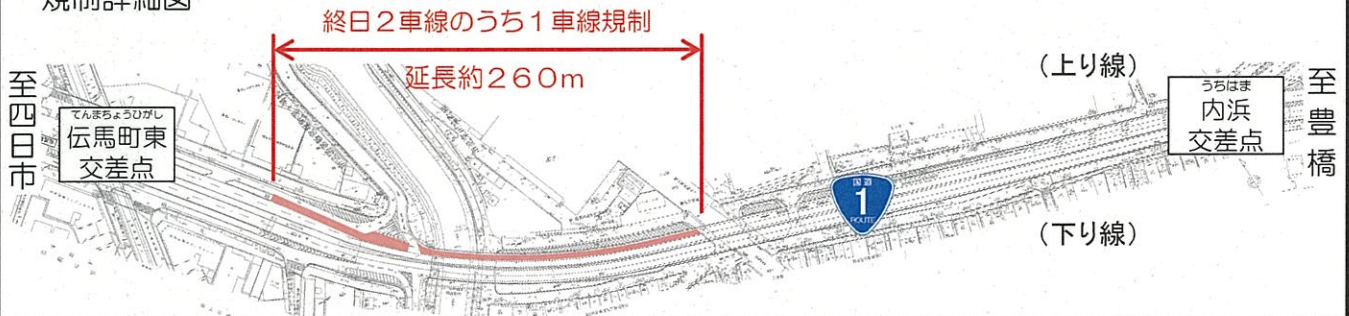 規制詳細図
終日2車線のうち1車線規制
延長約260m
(上り線)
至四日市
てんまちょうひがし
伝馬町東
交差点
うちはま
内浜
交差点
至豊橋
国道
1
ROUTE
(下り線)